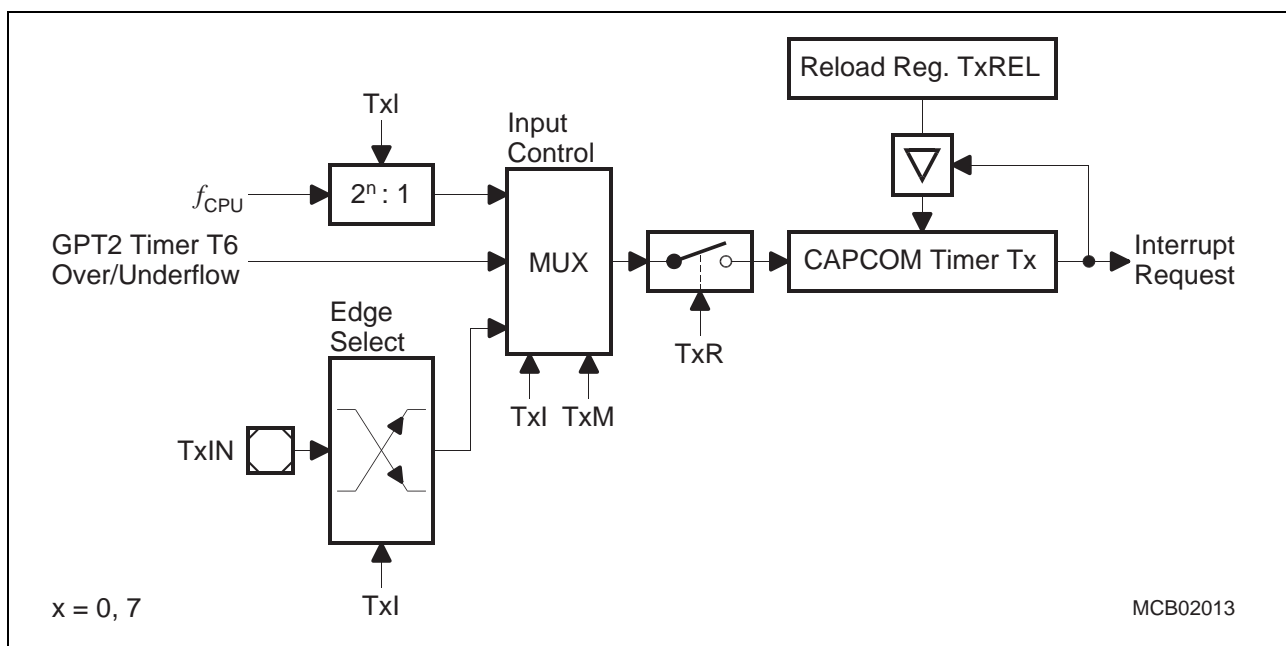 Reload Reg. TxREL
TxI
Input
Control
fCPU
2ⁿ : 1
GPT2 Timer T6
Over/Underflow
MUX
CAPCOM Timer Tx
Interrupt
Request
Edge
Select
TxR
TxI TxM
TxIN
TxI
x = 0, 7
MCB02013